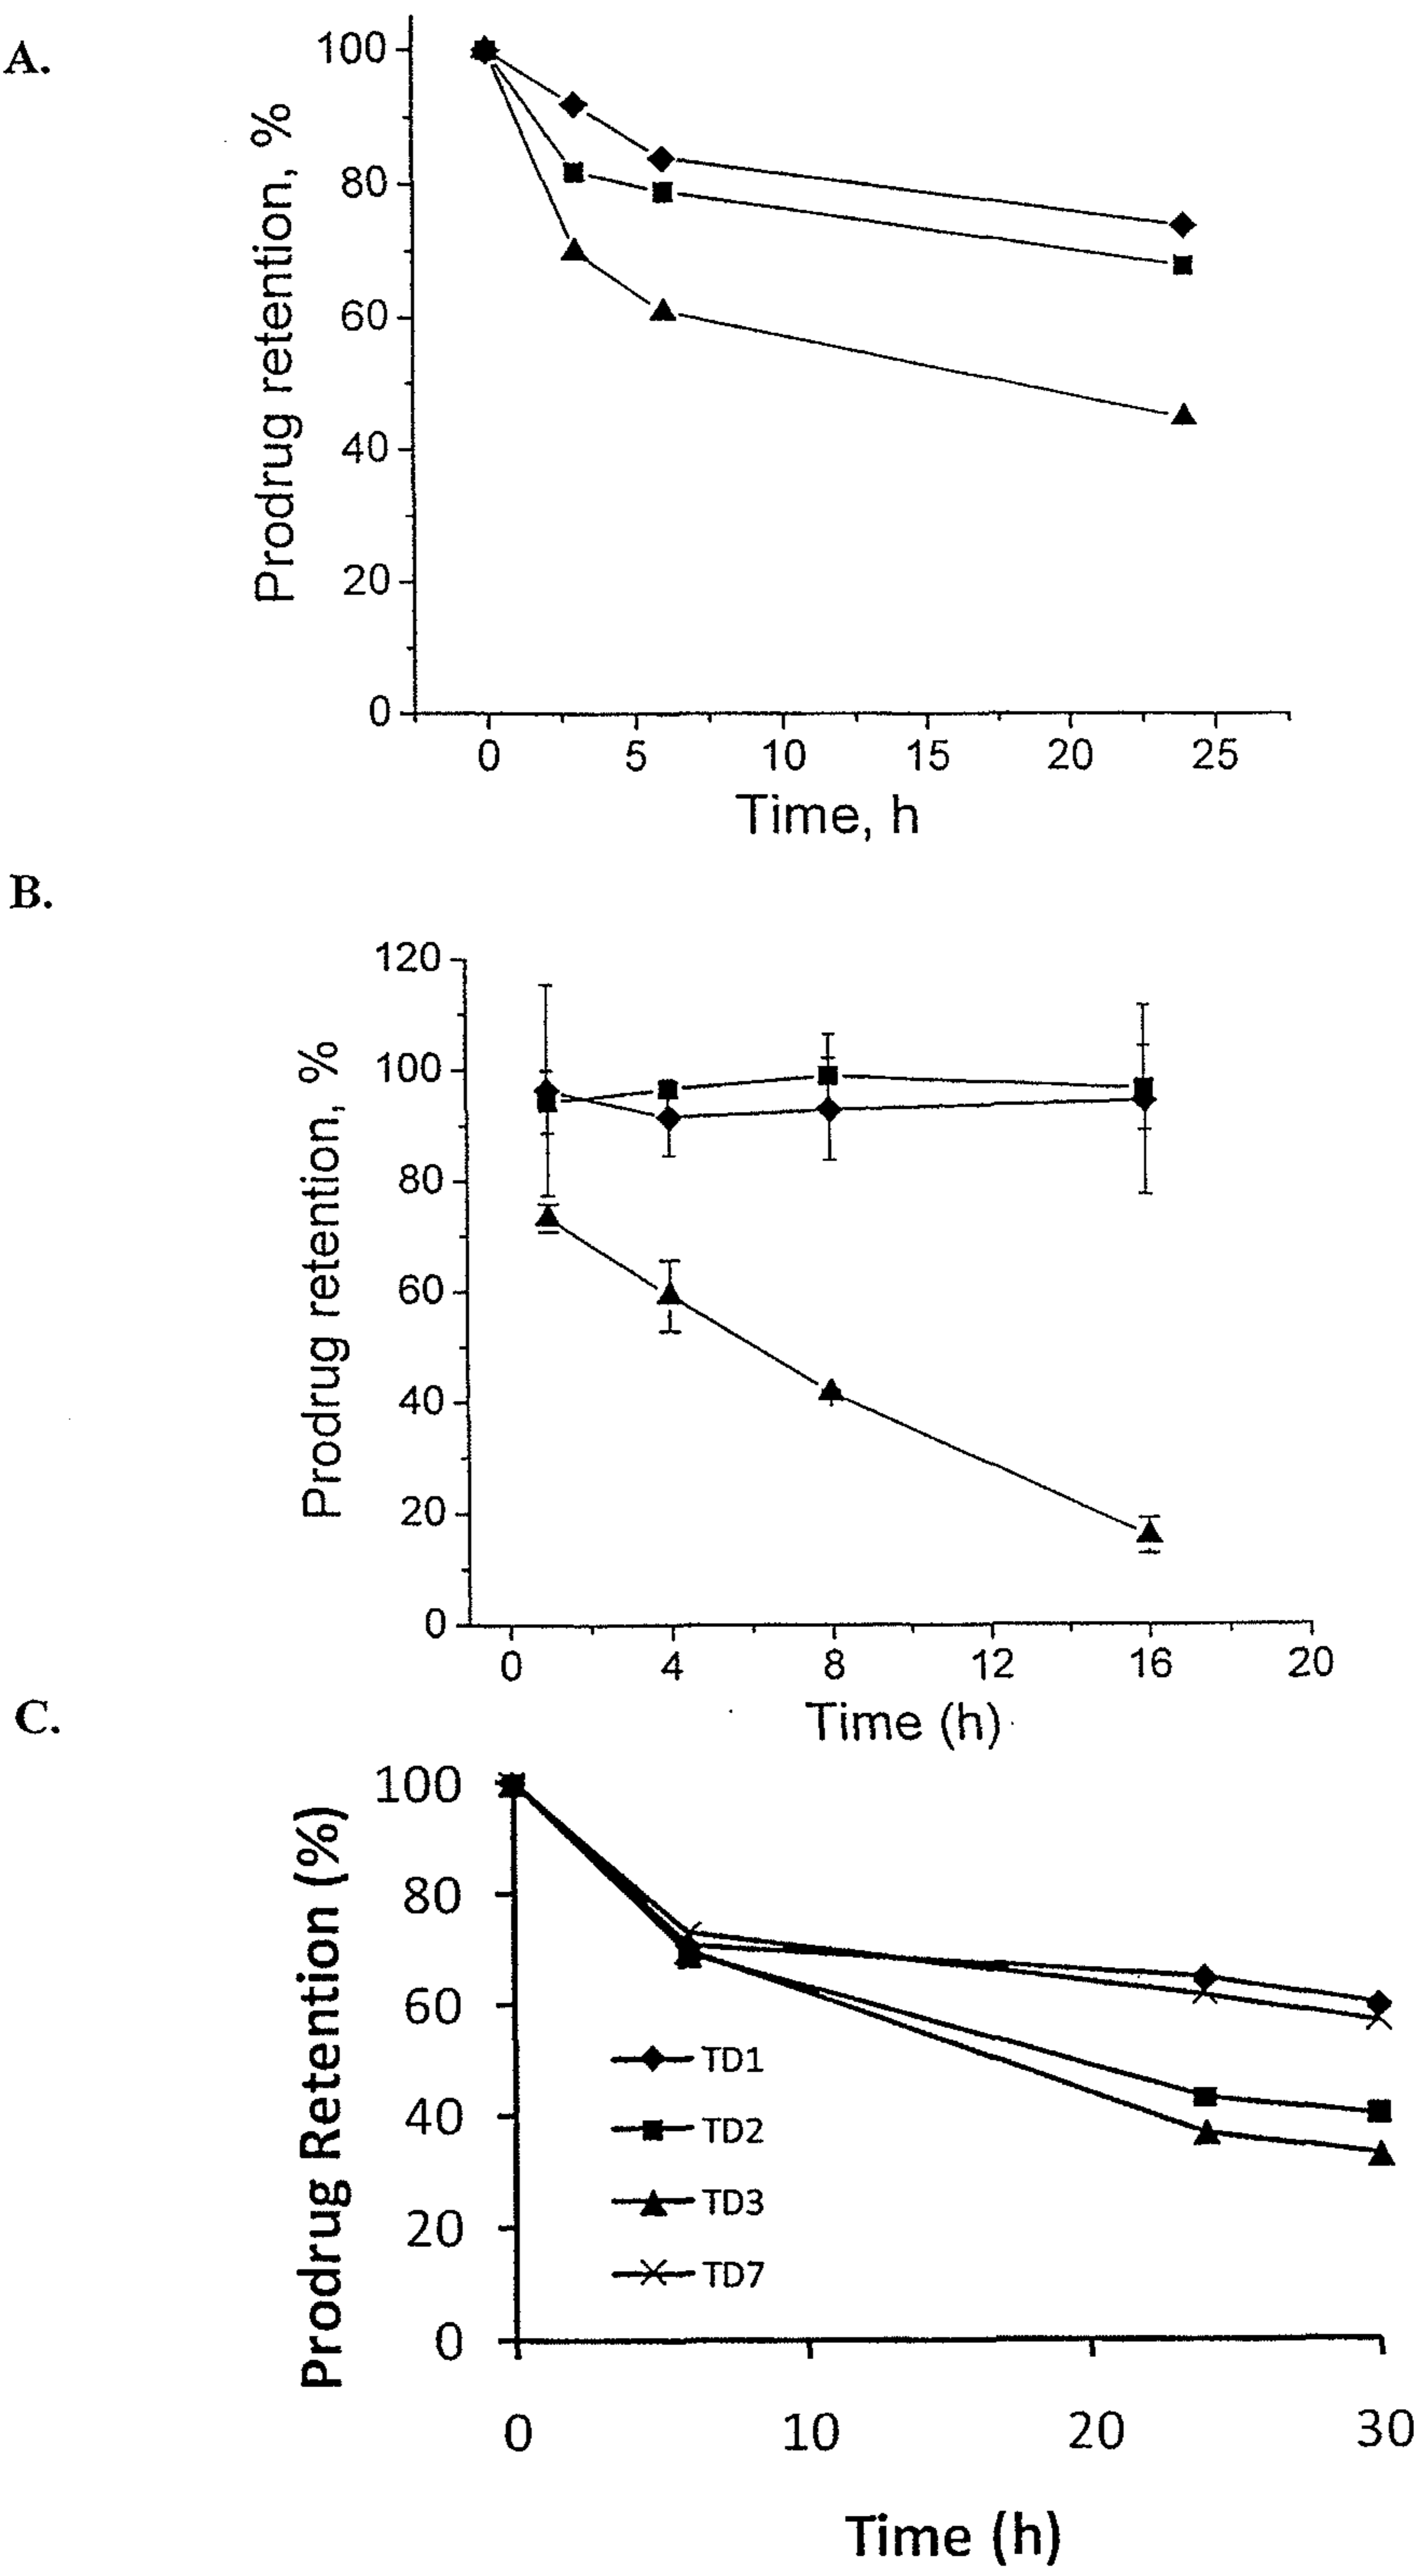 A.
Prodrug retention, %
100
80
60
40
20
0
0 5 10 15 20 25
Time, h
B.
Prodrug retention, %
120
100
80
60
40
20
0
0 4 8 12 16 20
Time (h)
C.
Prodrug Retention (%)
100
80
60
40
20
0
TD1
TD2
TD3
TD7
0 10 20 30
Time (h)